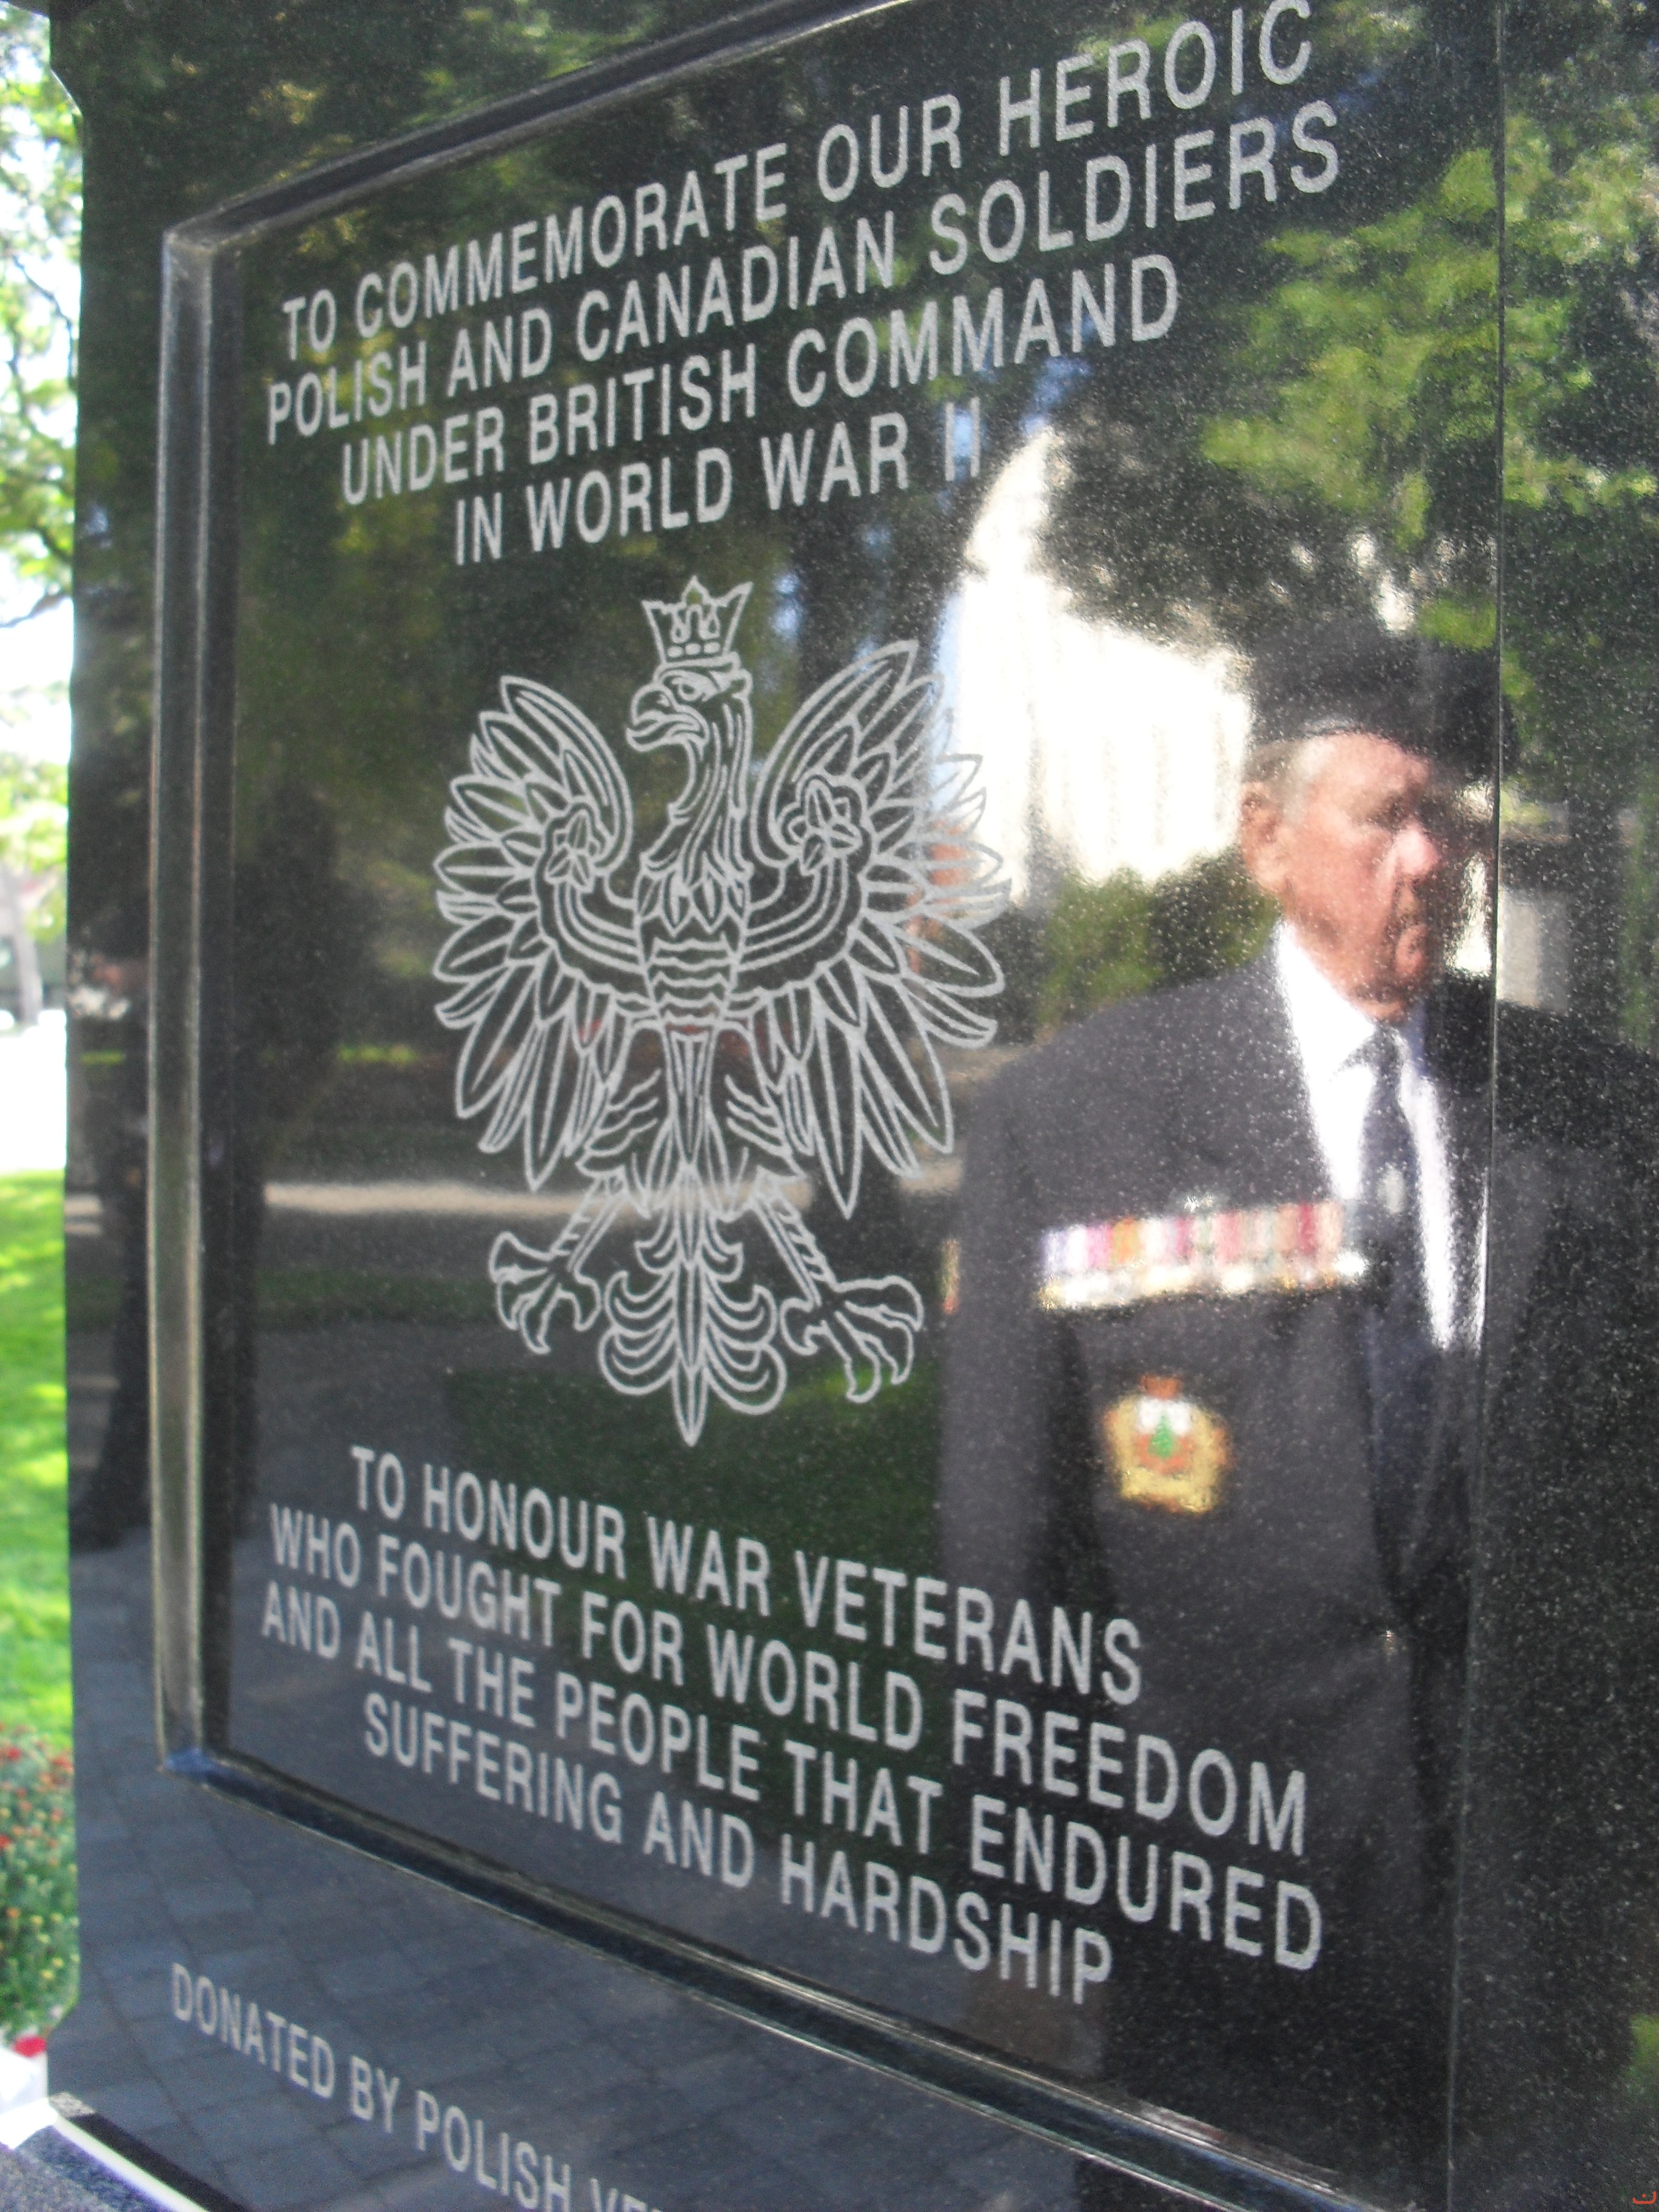 TO COMMEMORATE OUR HEROIC
POLISH AND CANADIAN SOLDIERS
UNDER BRITISH COMMAND
IN WORLD WAR II
TO HONOUR WAR VETERANS
WHO FOUGHT FOR WORLD FREEDOM
AND ALL THE PEOPLE THAT ENDURED
SUFFERING AND HARDSHIP
DONATED BY POLISH